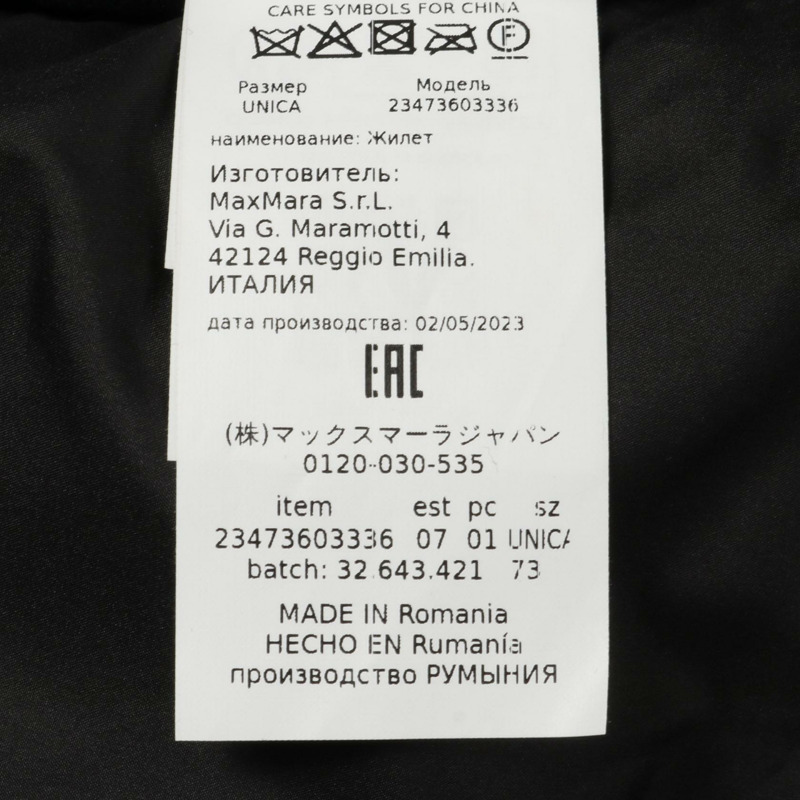 CARE SYMBOLS FOR CHINA
F
Размер Модель
UNICA 23473603336
наименование: Жилет
Изготовитель:
MaxMara S.r.L.
Via G. Maramotti, 4
42124 Reggio Emilia.
ИТАЛИЯ
дата производства: 02/05/2023
EAC
(株)マックスマーラジャパン
0120-030-535
item est pc sz
23473603336 07 01 UNICA
batch: 32.643.421 73
MADE IN Romania
HECHO EN Rumanía
производство РУМЫНИЯ